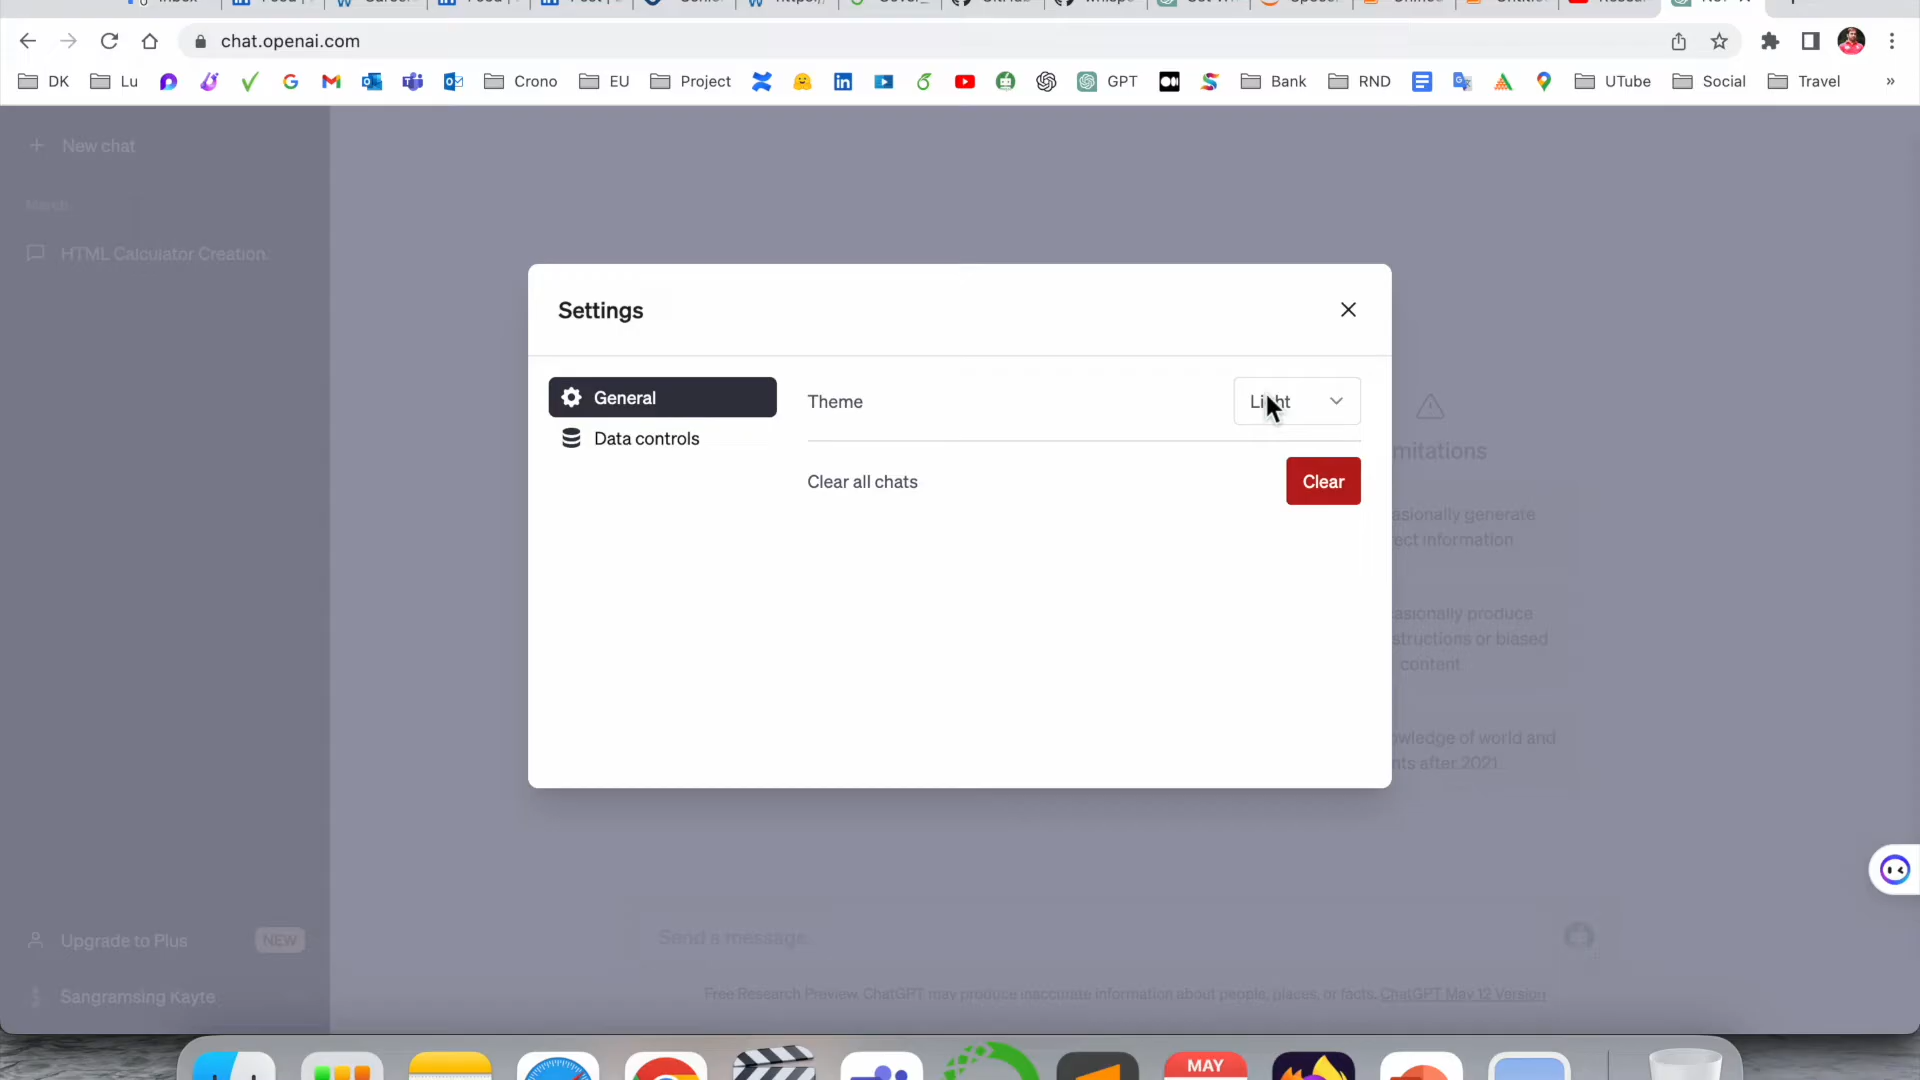 chat.openai.com
DK
Lu
Crono
EU
Project
GPT
Bank
RND
UTube
Social
Travel
»
New chat
March
HTML Calculator Creation.
Settings
General
Data controls
Theme
Light
Clear all chats
Clear
mitations
asionally generate
ect information
asionally produce
structions or biased
content
wledge of world and
nts after 2021
Upgrade to Plus
NEW
Sangramsing Kayte
Send a message.
Free Research Preview. ChatGPT may produce inaccurate information about people, places, or facts. ChatGPT May 12 Version
MAY